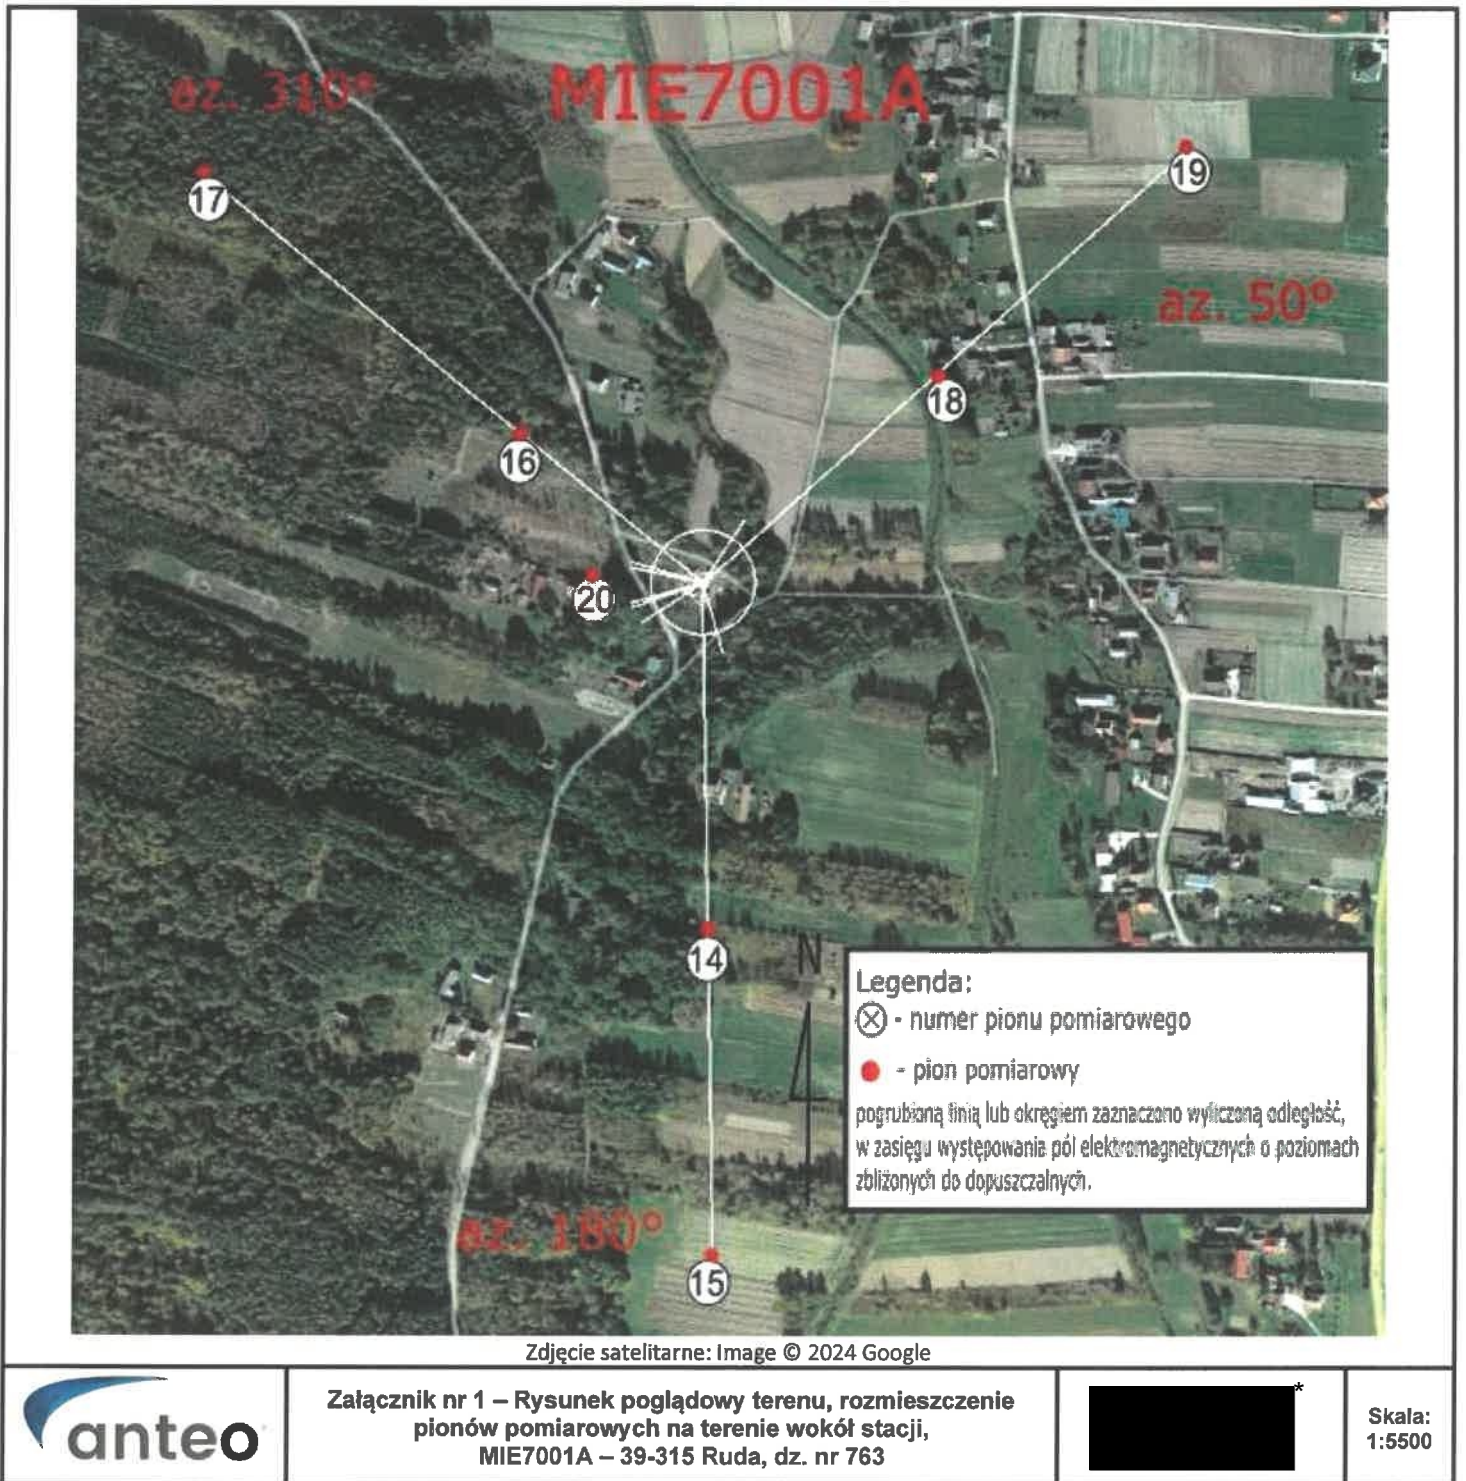 az. 310°
MIE7001A
19
17
az. 50°
18
16
20
14
N
Legenda:
- numer pionu pomiarowego
- pion pomiarowy
pogrubioną linią lub okręgiem zaznaczono wyliczoną odległość,
w zasięgu występowania pól elektromagnetycznych o poziomach
zbliżonych do dopuszczalnych.
az. 180°
15
Zdjęcie satelitarne: Image © 2024 Google
anteo
Załącznik nr 1 – Rysunek poglądowy terenu, rozmieszczenie
pionów pomiarowych na terenie wokół stacji,
MIE7001A – 39-315 Ruda, dz. nr 763
*
Skala:
1:5500